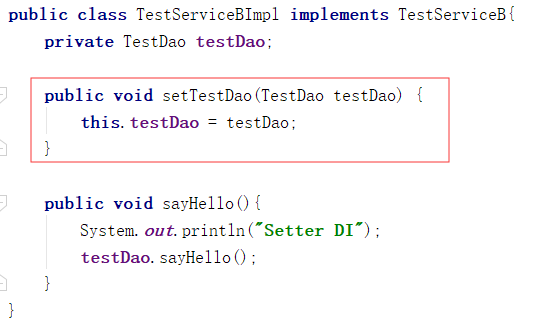 public class TestServiceBImpl implements TestServiceB{
    private TestDao testDao;
    public void setTestDao(TestDao testDao) {
        this.testDao = testDao;
    }
    public void sayHello(){
        System.out.println("Setter DI");
        testDao.sayHello();
    }
}